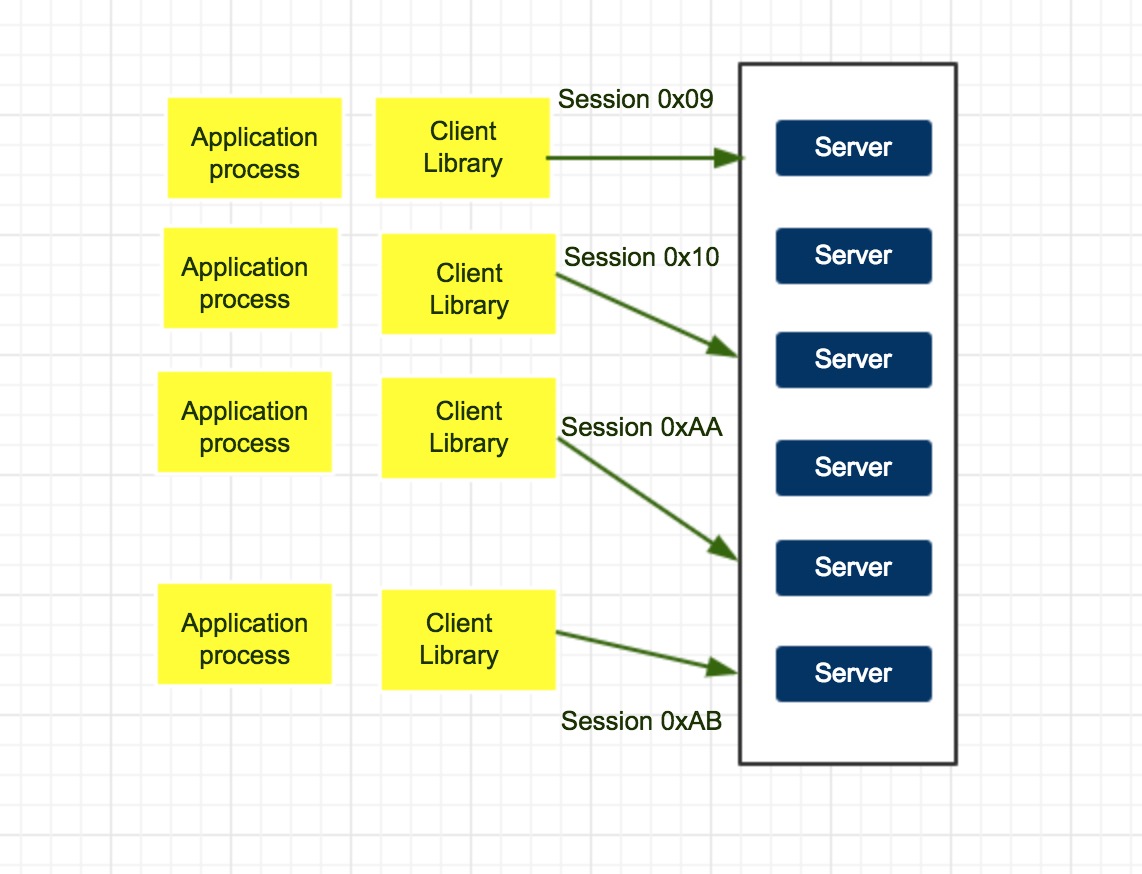 Session 0x09
Application
process
Client
Library
Server
Application
process
Client
Library
Session 0x10
Server
Server
Application
process
Client
Library
Session 0xAA
Server
Server
Application
process
Client
Library
Session 0xAB
Server